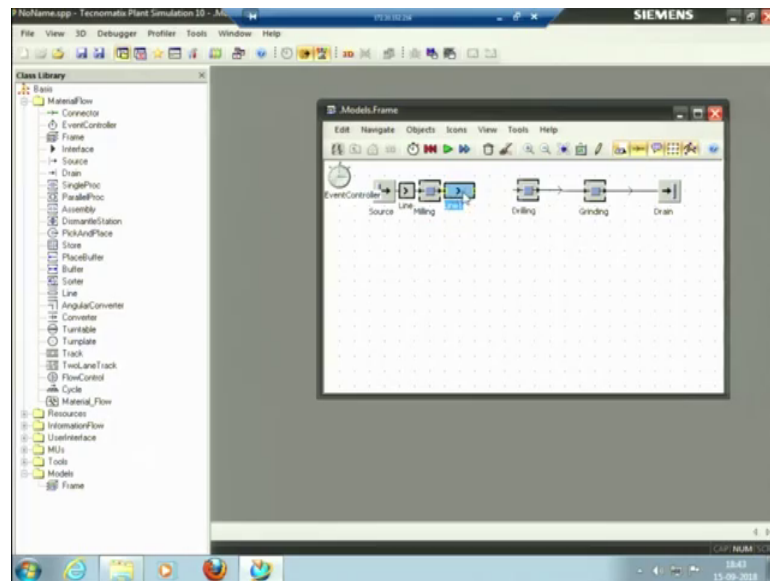 NoName.spp - Tecnomatix Plant Simulation 10 - .Mo
SIEMENS
File View 3D Debugger Profiler Tools Window Help
Class Library
Basis
MaterialFlow
Connector
EventController
Frame
Interface
Source
Drain
SingleProc
ParallelProc
Assembly
DismantleStation
PickAndPlace
Store
PlaceBuffer
Buffer
Sorter
Line
AngularConverter
Converter
Turntable
Turnplate
Track
TwoLaneTrack
FlowControl
Cycle
Material_Flow
Resources
InformationFlow
UserInterface
MUs
Tools
Models
Frame
.Models.Frame
Edit Navigate Objects Icons View Tools Help
EventController
Source
Line
Milling
Drilling
Grinding
Drain
CAP NUM SCR
18:43
15-09-2018